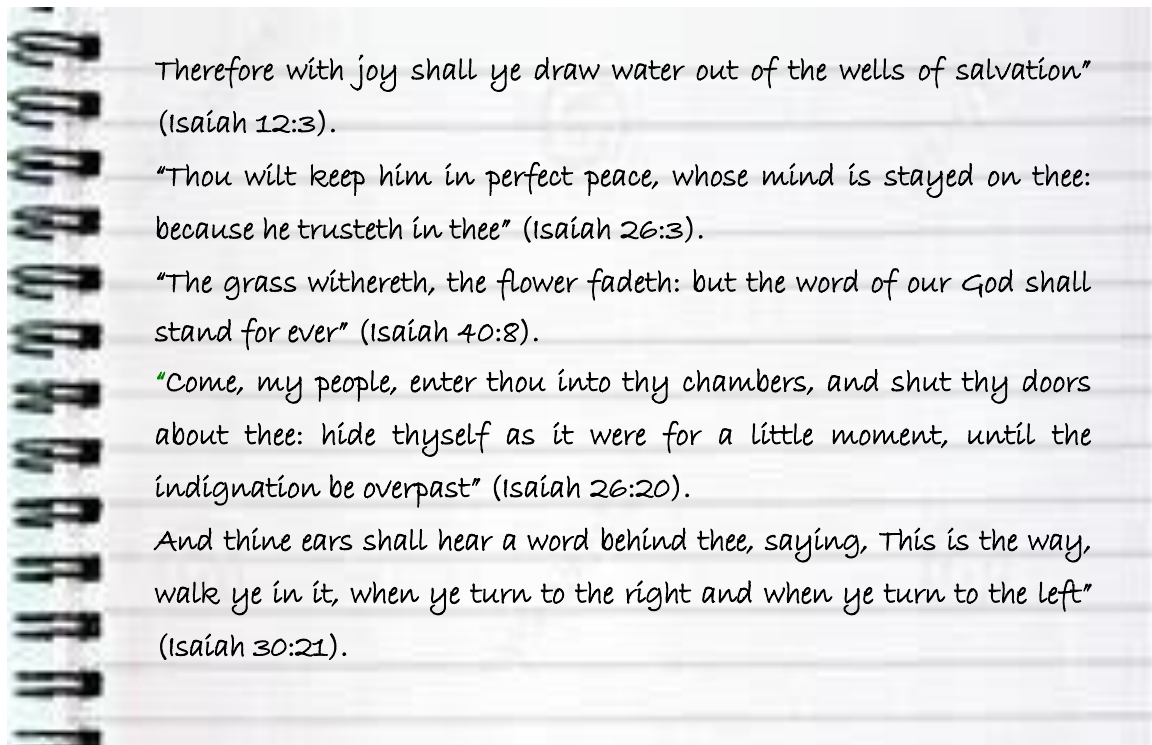 Therefore with joy shall ye draw water out of the wells of salvation”
(Isaiah 12:3).
“Thou wilt keep him in perfect peace, whose mind is stayed on thee:
because he trusteth in thee” (Isaiah 26:3).
“The grass withereth, the flower fadeth: but the word of our God shall
stand for ever” (Isaiah 40:8).
“Come, my people, enter thou into thy chambers, and shut thy doors
about thee: hide thyself as it were for a little moment, until the
indignation be overpast” (Isaiah 26:20).
And thine ears shall hear a word behind thee, saying, This is the way,
walk ye in it, when ye turn to the right and when ye turn to the left”
(Isaiah 30:21).